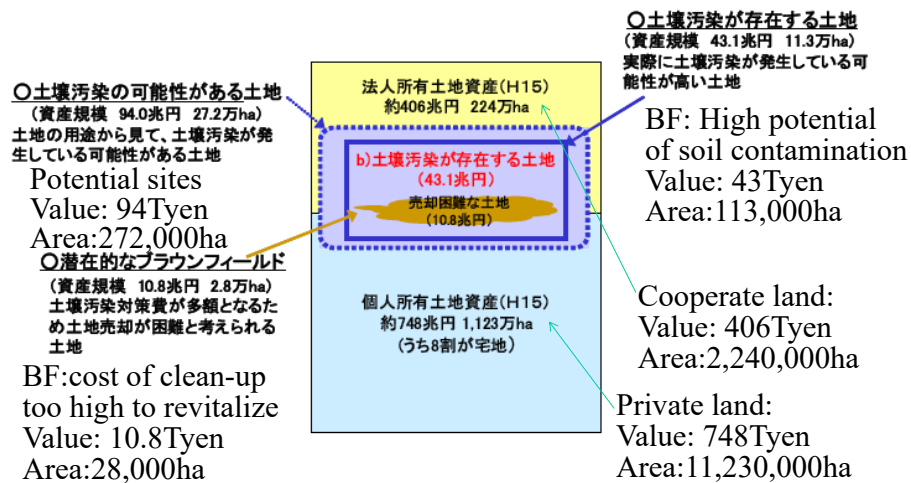 〇土壌汚染の可能性がある土地
(資産規模 94.0兆円 27.2万ha)
土地の用途から見て、土壌汚染が発
生している可能性がある土地
Potential sites
Value: 94Tyen
Area:272,000ha
〇潜在的なブラウンフィールド
(資産規模 10.8兆円 2.8万ha)
土壌汚染対策費が多額となるた
め土地売却が困難と考えられる
土地
BF:cost of clean-up
too high to revitalize
Value: 10.8Tyen
Area:28,000ha
法人所有土地資産(H15)
約406兆円 224万ha
b)土壌汚染が存在する土地
(43.1兆円)
売却困難な土地
(10.8兆円)
個人所有土地資産(H15)
約748兆円 1,123万ha
(うち8割が宅地)
〇土壌汚染が存在する土地
(資産規模 43.1兆円 11.3万ha)
実際に土壌汚染が発生している可
能性が高い土地
BF: High potential
of soil contamination
Value: 43Tyen
Area:113,000ha
Cooperate land:
Value: 406Tyen
Area:2,240,000ha
Private land:
Value: 748Tyen
Area:11,230,000ha